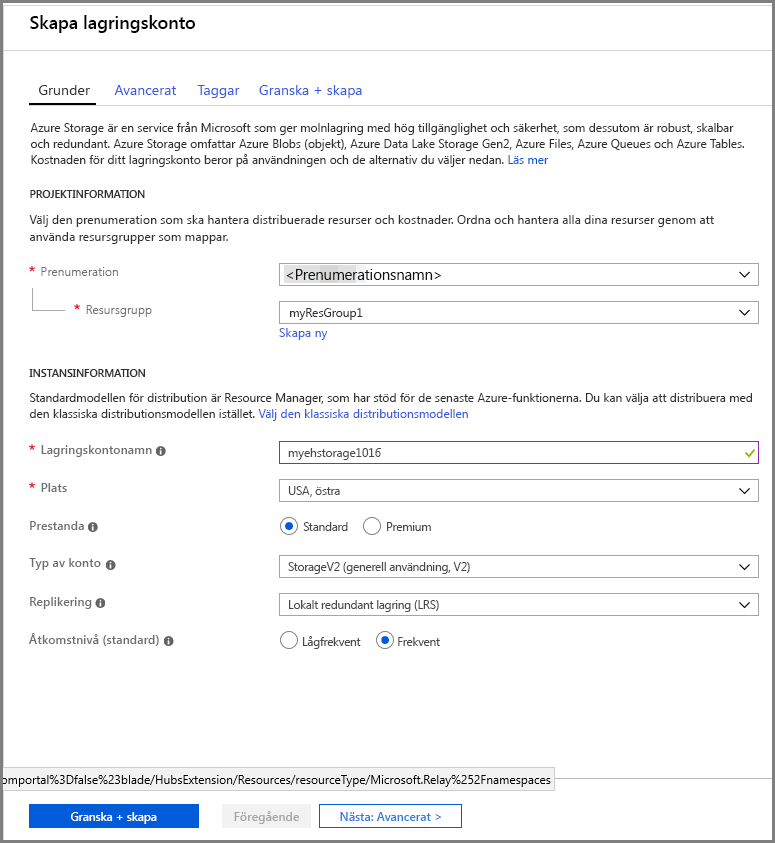 Skapa lagringskonto
Grunder Avancerat Taggar Granska + skapa
Azure Storage är en service från Microsoft som ger molnlagring med hög tillgänglighet och säkerhet, som dessutom är robust, skalbar
och redundant. Azure Storage omfattar Azure Blobs (objekt), Azure Data Lake Storage Gen2, Azure Files, Azure Queues och Azure Tables.
Kostnaden för ditt lagringskonto beror på användningen och de alternativ du väljer nedan. Läs mer
PROJEKTINFORMATION
Välj den prenumeration som ska hantera distribuerade resurser och kostnader. Ordna och hantera alla dina resurser genom att
använda resursgrupper som mappar.
* Prenumeration <Prenumerationsnamn>
* Resursgrupp myResGroup1
Skapa ny
INSTANSINFORMATION
Standardmodellen för distribution är Resource Manager, som har stöd för de senaste Azure-funktionerna. Du kan välja att distribuera med
den klassiska distributionsmodellen istället. Välj den klassiska distributionsmodellen
* Lagringskontonamn myehstorage1016
* Plats USA, östra
Prestanda Standard Premium
Typ av konto StorageV2 (generell användning, V2)
Replikering Lokalt redundant lagring (LRS)
Åtkomstnivå (standard) Lågfrekvent Frekvent
omportal%3Dfalse%23blade/HubsExtension/Resources/resourceType/Microsoft.Relay%252Fnamespaces
Granska + skapa Föregående Nästa: Avancerat >